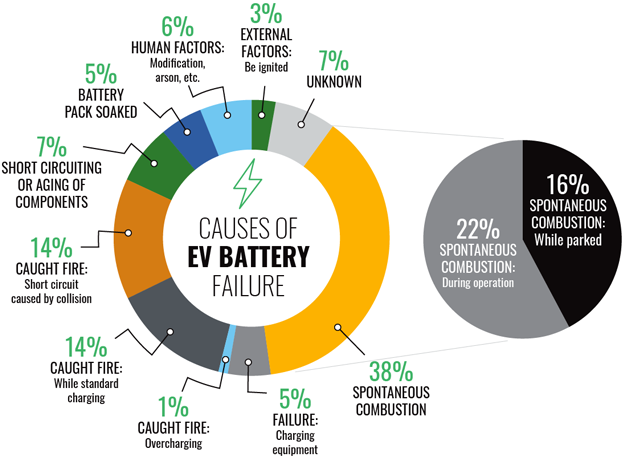 3%
EXTERNAL
FACTORS:
Be ignited
7%
UNKNOWN
38%
SPONTANEOUS
COMBUSTION
16%
SPONTANEOUS
COMBUSTION:
While parked
22%
SPONTANEOUS
COMBUSTION:
During operation
5%
FAILURE:
Charging
equipment
1%
CAUGHT FIRE:
Overcharging
14%
CAUGHT FIRE:
While standard
charging
14%
CAUGHT FIRE:
Short circuit
caused by collision
7%
SHORT CIRCUITING
OR AGING OF
COMPONENTS
5%
BATTERY
PACK SOAKED
6%
HUMAN FACTORS:
Modification,
arson, etc.
CAUSES OF
EV BATTERY
FAILURE